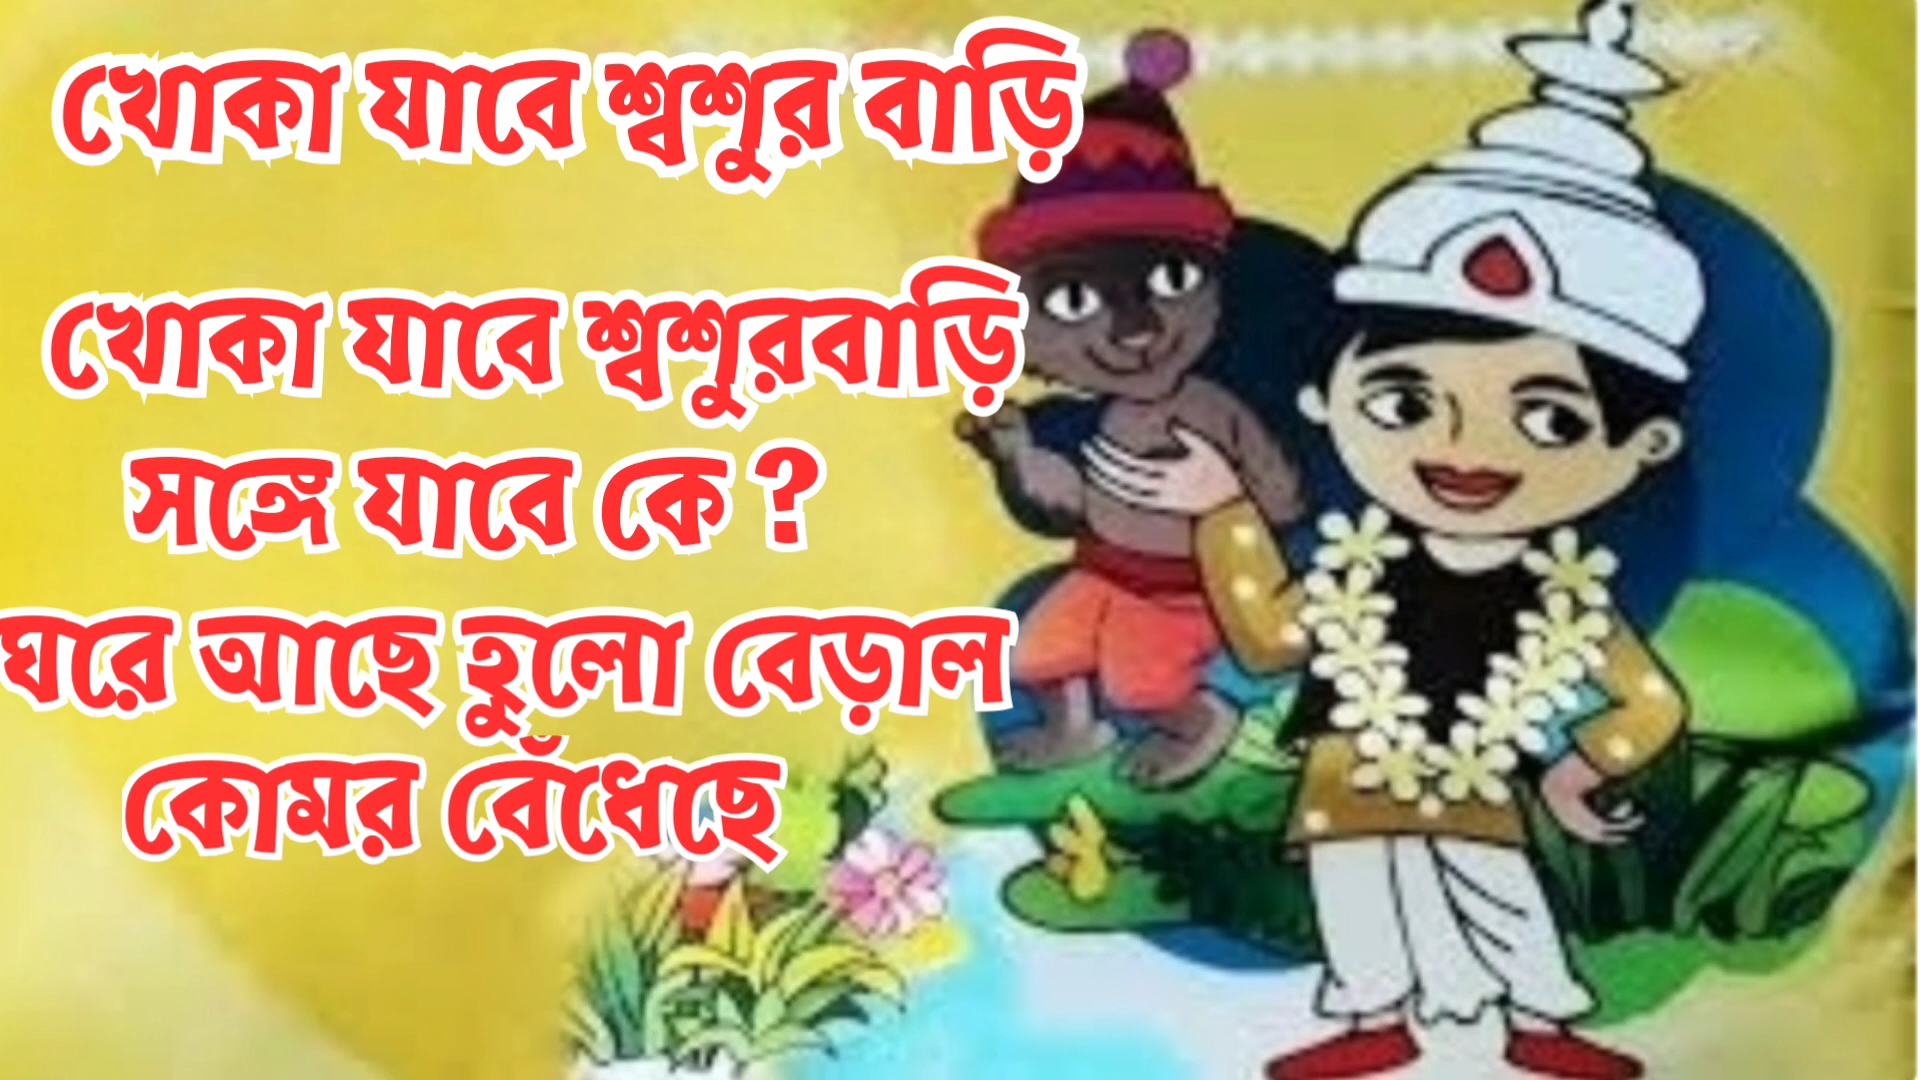 খোকা যাবে শ্বশুর বাড়ি
খোকা যাবে শ্বশুরবাড়ি
সঙ্গে যাবে কে ?
ঘরে আছে হুলো বেড়াল
কোমর বেঁধেছে